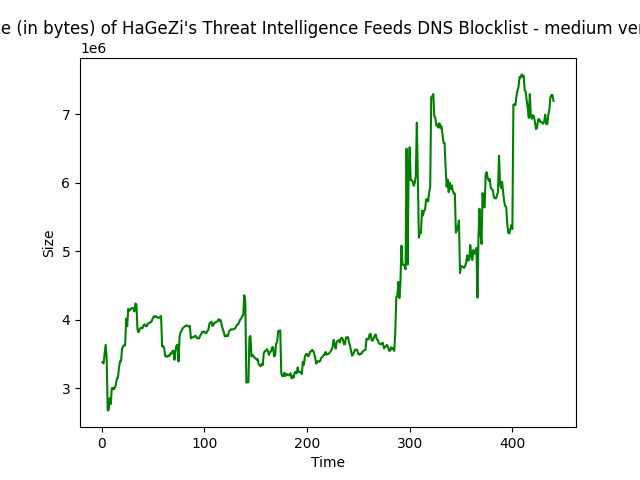 e (in bytes) of HaGeZi's Threat Intelligence Feeds DNS Blocklist - medium ver
1e6
7
6
5
4
3
Size
0 100 200 300 400
Time